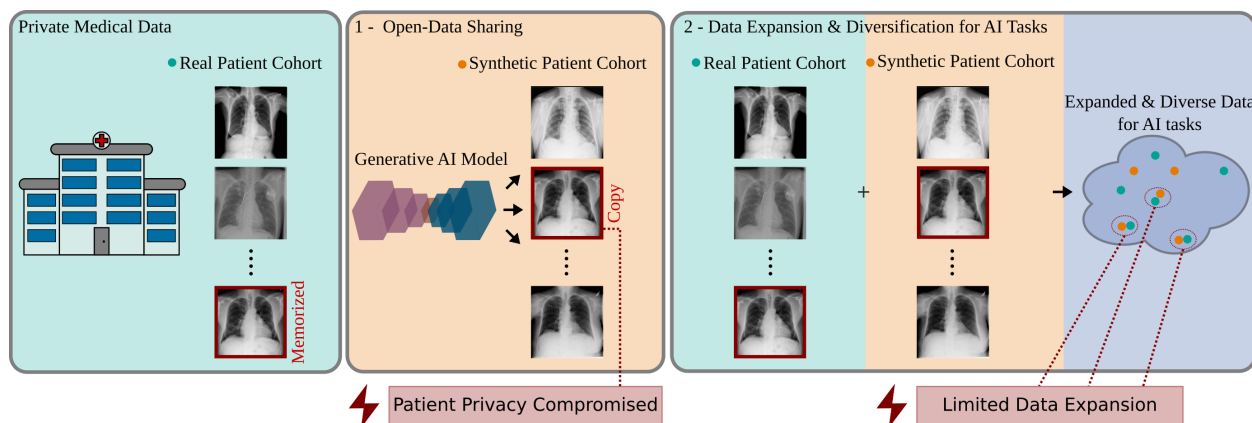 Private Medical Data
Real Patient Cohort
Memorized
1 - Open-Data Sharing
Synthetic Patient Cohort
Generative AI Model
Copy
Patient Privacy Compromised
2 - Data Expansion & Diversification for AI Tasks
Real Patient Cohort
Synthetic Patient Cohort
+
Expanded & Diverse Data
for AI tasks
Limited Data Expansion